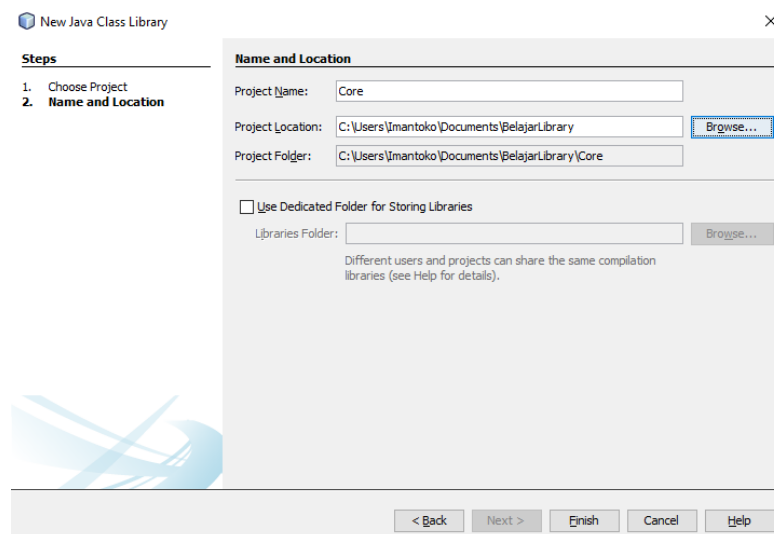 New Java Class Library
Steps
1. Choose Project
2. Name and Location
Name and Location
Project Name: Core
Project Location: C:\Users\Imantoko\Documents\BelajarLibrary Browse...
Project Folder: C:\Users\Imantoko\Documents\BelajarLibrary\Core
Use Dedicated Folder for Storing Libraries
Libraries Folder: Browse...
Different users and projects can share the same compilation
libraries (see Help for details).
< Back Next > Finish Cancel Help